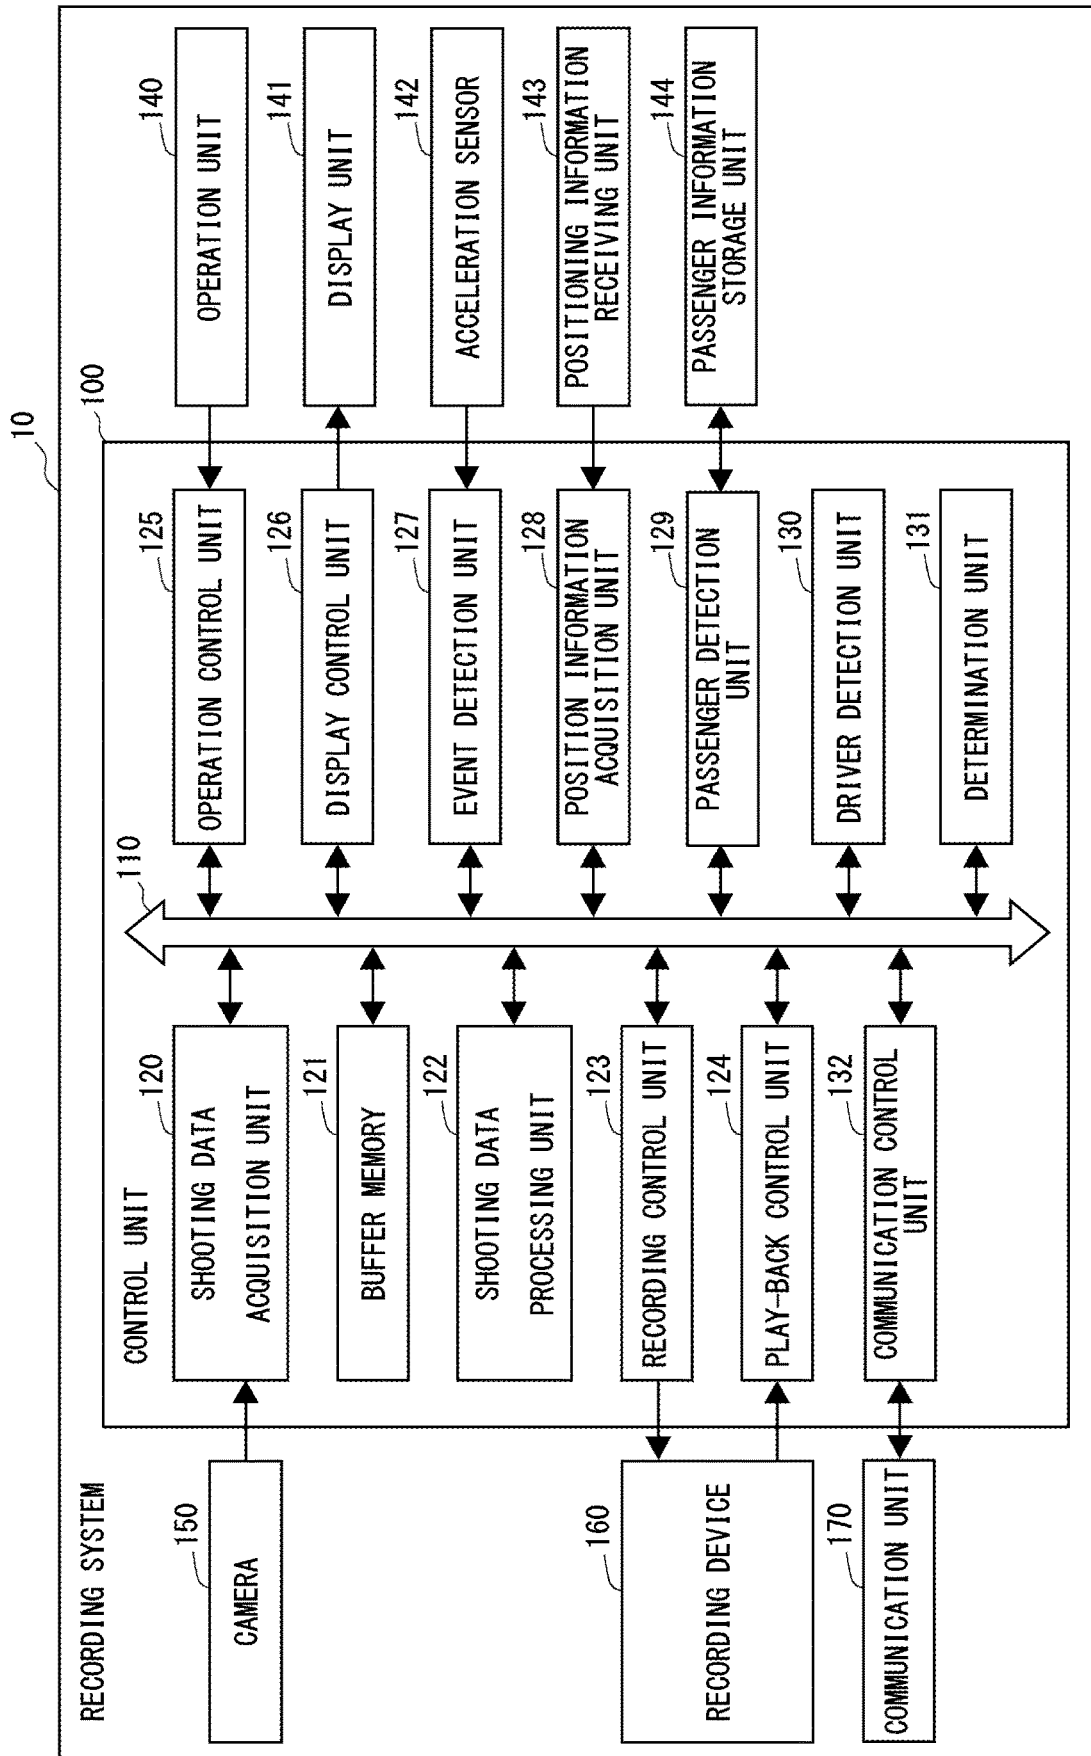 10
RECORDING SYSTEM
100
CONTROL UNIT
110
150
CAMERA
120
SHOOTING DATA
ACQUISITION UNIT
121
BUFFER MEMORY
122
SHOOTING DATA
PROCESSING UNIT
160
RECORDING DEVICE
123
RECORDING CONTROL UNIT
124
PLAY-BACK CONTROL UNIT
170
COMMUNICATION UNIT
132
COMMUNICATION CONTROL
UNIT
125
OPERATION CONTROL UNIT
140
OPERATION UNIT
126
DISPLAY CONTROL UNIT
141
DISPLAY UNIT
127
EVENT DETECTION UNIT
142
ACCELERATION SENSOR
128
POSITION INFORMATION
ACQUISITION UNIT
143
POSITIONING INFORMATION
RECEIVING UNIT
129
PASSENGER DETECTION
UNIT
144
PASSENGER INFORMATION
STORAGE UNIT
130
DRIVER DETECTION UNIT
131
DETERMINATION UNIT